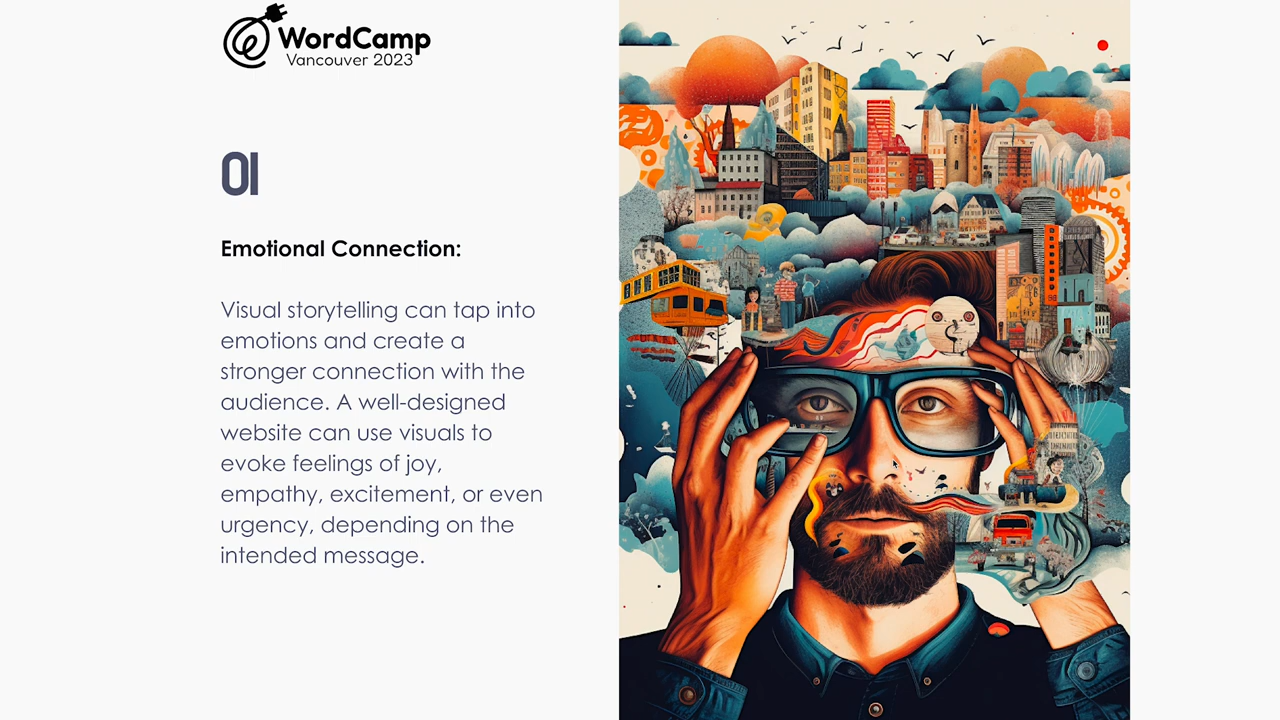 WordCamp
Vancouver 2023
01
Emotional Connection:
Visual storytelling can tap into
emotions and create a
stronger connection with the
audience. A well-designed
website can use visuals to
evoke feelings of joy,
empathy, excitement, or even
urgency, depending on the
intended message.